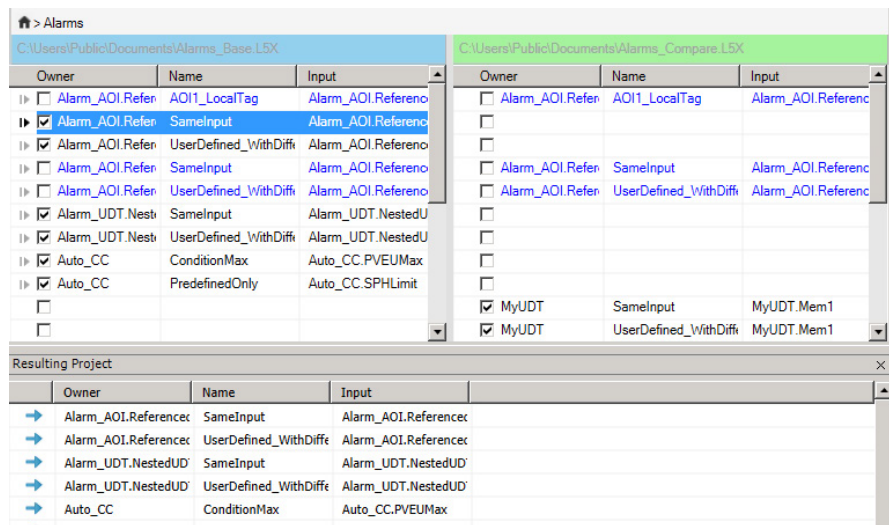 > Alarms
C:\Users\Public\Documents\Alarms_Base.L5X C:\Users\Public\Documents\Alarms_Compare.L5X
Owner Name Input Owner Name Input
Alarm_AOI.Refer AOI1_LocalTag Alarm_AOI.Referenc Alarm_AOI.Refer AOI1_LocalTag Alarm_AOI.Referenc
Alarm_AOI.Refer SameInput Alarm_AOI.Referenc
Alarm_AOI.Refer UserDefined_WithDiffe Alarm_AOI.Referenc
Alarm_AOI.Refer SameInput Alarm_AOI.Referenc Alarm_AOI.Refer SameInput Alarm_AOI.Referenc
Alarm_AOI.Refer UserDefined_WithDiffe Alarm_AOI.Referenc Alarm_AOI.Refer UserDefined_WithDiffe Alarm_AOI.Referenc
Alarm_UDT.Neste SameInput Alarm_UDT.NestedU
Alarm_UDT.Neste UserDefined_WithDiffe Alarm_UDT.NestedU
Auto_CC ConditionMax Auto_CC.PVEUMax
Auto_CC PredefinedOnly Auto_CC.SPHLimit
MyUDT SameInput MyUDT.Mem1
MyUDT UserDefined_WithDiffe MyUDT.Mem1
Resulting Project
Owner Name Input
Alarm_AOI.Referenced SameInput Alarm_AOI.Referenced
Alarm_AOI.Referenced UserDefined_WithDiffe Alarm_AOI.Referenced
Alarm_UDT.NestedUD SameInput Alarm_UDT.NestedUD
Alarm_UDT.NestedUD UserDefined_WithDiffe Alarm_UDT.NestedUD
Auto_CC ConditionMax Auto_CC.PVEUMax